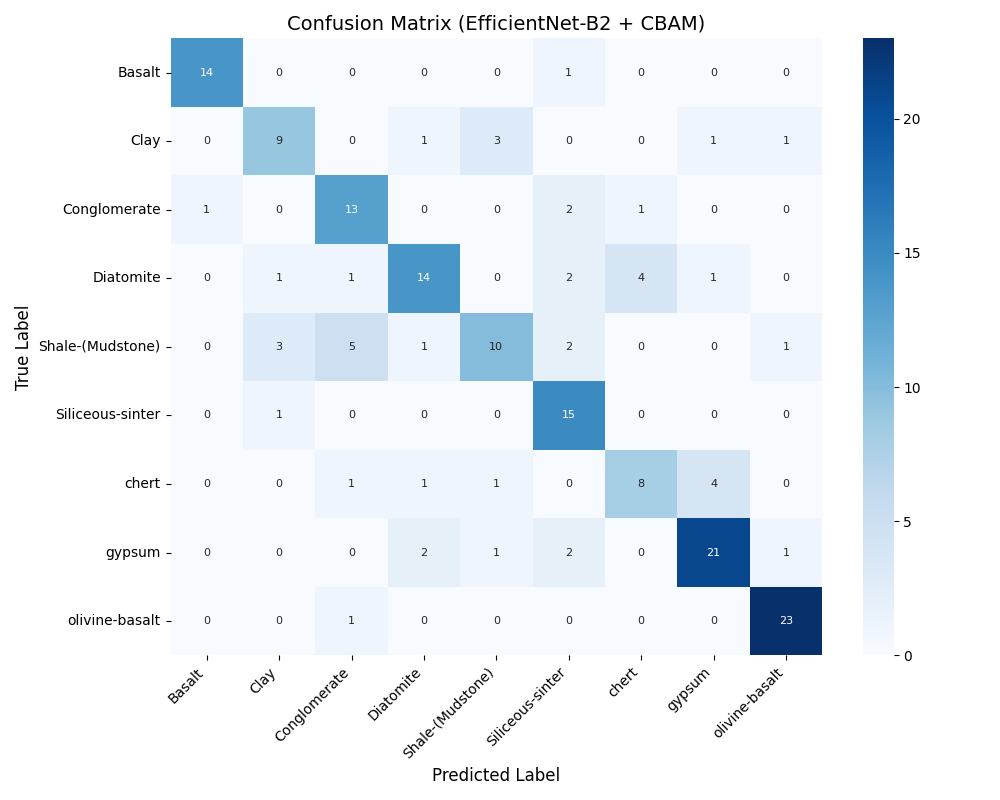 Confusion Matrix (EfficientNet-B2 + CBAM)
True Label
Basalt 14 0 0 0 0 1 0 0 0
Clay 0 9 0 1 3 0 0 1 1
Conglomerate 1 0 13 0 0 2 1 0 0
Diatomite 0 1 1 14 0 2 4 1 0
Shale-(Mudstone) 0 3 5 1 10 2 0 0 1
Siliceous-sinter 0 1 0 0 0 15 0 0 0
chert 0 0 1 1 1 0 8 4 0
gypsum 0 0 0 2 1 2 0 21 1
olivine-basalt 0 0 1 0 0 0 0 0 23
Basalt Clay Conglomerate Diatomite Shale-(Mudstone) Siliceous-sinter chert gypsum olivine-basalt
Predicted Label
20
15
10
5
0